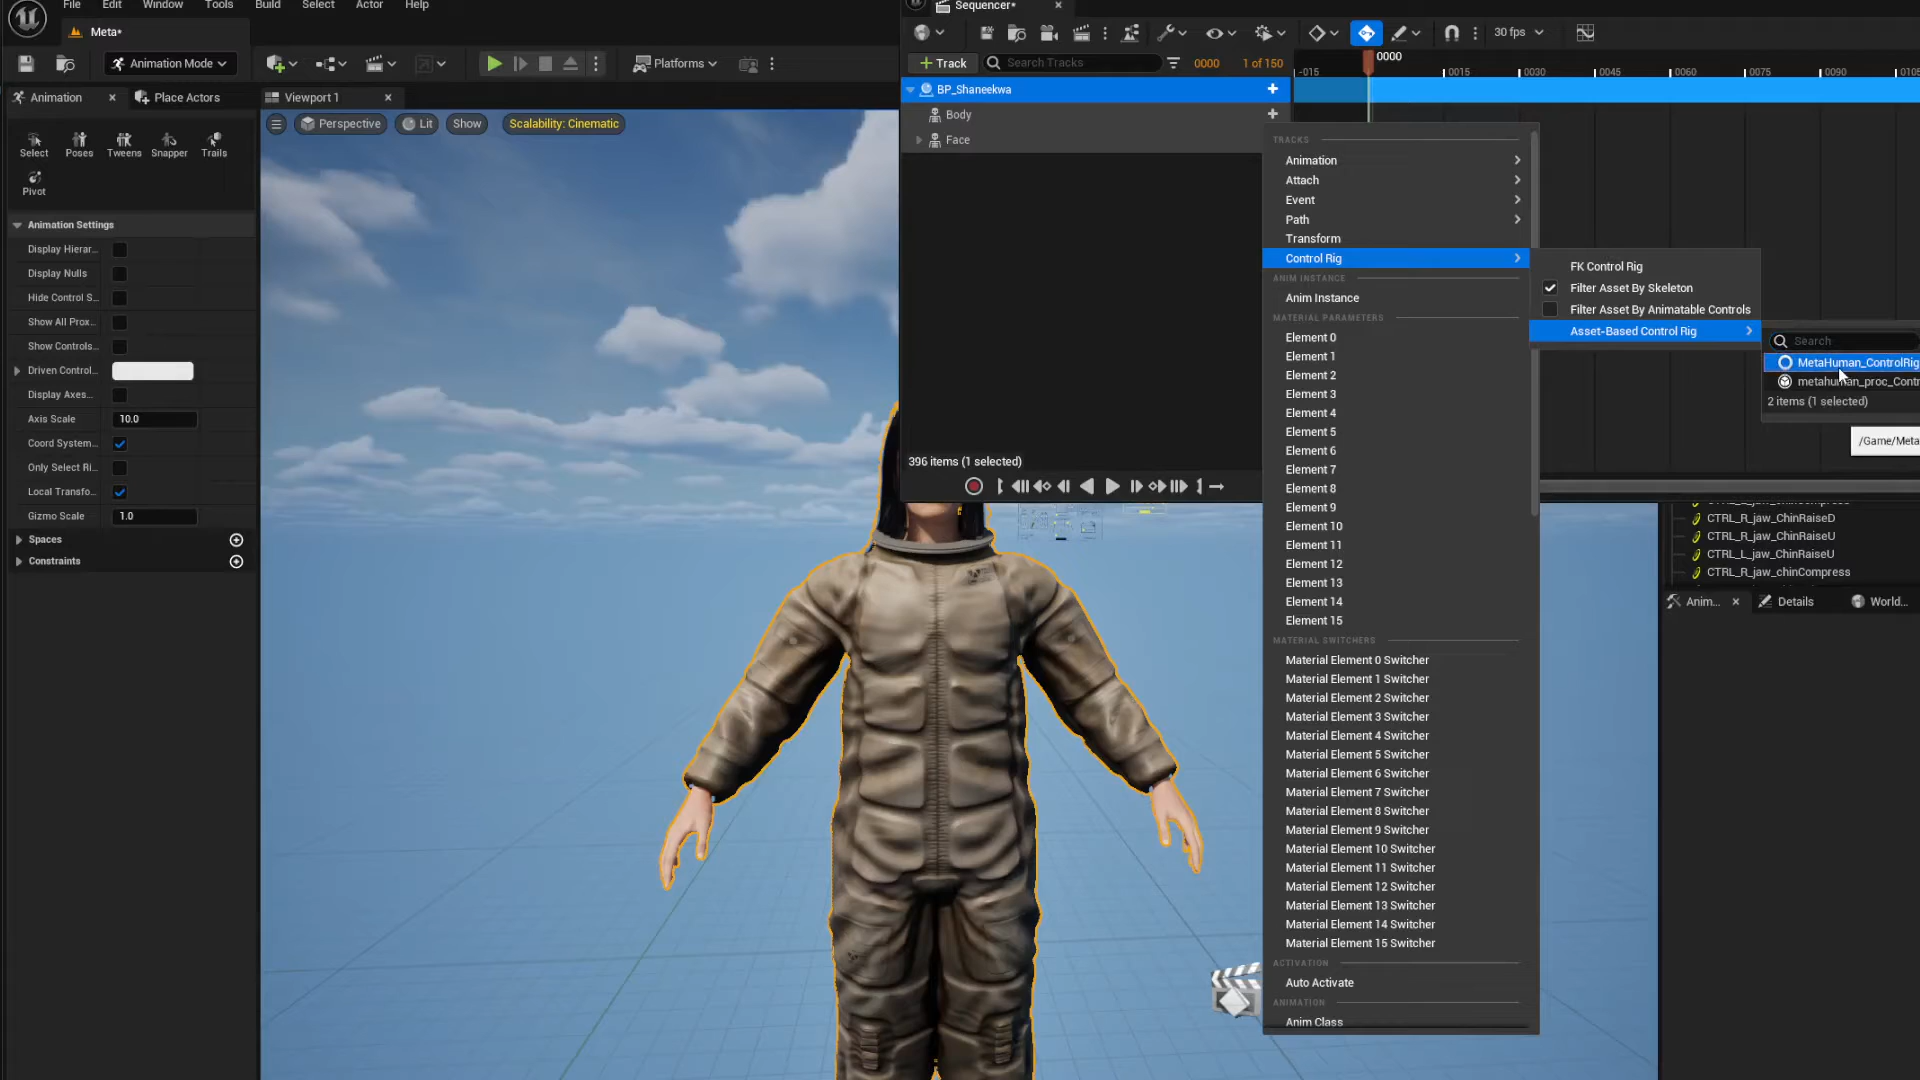 File Edit Window Tools Build Select Actor Help
Meta*
Animation Mode
Platforms
Animation
Place Actors
Viewport 1
Perspective
Lit
Show
Scalability: Cinematic
Select
Poses
Tweens
Snapper
Trails
Pivot
Animation Settings
Display Hierar...
Display Nulls
Hide Control S...
Show All Prox...
Show Controls...
Driven Control...
Display Axes...
Axis Scale
10.0
Coord System...
Only Select Ri...
Local Transfo...
Gizmo Scale
1.0
Spaces
Constraints
Sequencer*
30 fps
+ Track
Search Tracks
0000
1 of 150
0000
-015
0015
0030
0045
0060
0075
0090
0105
BP_Shaneekwa
Body
Face
396 items (1 selected)
TRACKS
Animation
Attach
Event
Path
Transform
Control Rig
ANIM INSTANCE
Anim Instance
MATERIAL PARAMETERS
Element 0
Element 1
Element 2
Element 3
Element 4
Element 5
Element 6
Element 7
Element 8
Element 9
Element 10
Element 11
Element 12
Element 13
Element 14
Element 15
MATERIAL SWITCHERS
Material Element 0 Switcher
Material Element 1 Switcher
Material Element 2 Switcher
Material Element 3 Switcher
Material Element 4 Switcher
Material Element 5 Switcher
Material Element 6 Switcher
Material Element 7 Switcher
Material Element 8 Switcher
Material Element 9 Switcher
Material Element 10 Switcher
Material Element 11 Switcher
Material Element 12 Switcher
Material Element 13 Switcher
Material Element 14 Switcher
Material Element 15 Switcher
ACTIVATION
Auto Activate
ANIMATION
Anim Class
FK Control Rig
Filter Asset By Skeleton
Filter Asset By Animatable Controls
Asset-Based Control Rig
Search
MetaHuman_ControlRig
metahuman_proc_Contr
2 items (1 selected)
/Game/Meta
CTRL_R_jaw_ChinRaiseD
CTRL_R_jaw_ChinRaiseU
CTRL_L_jaw_ChinRaiseU
CTRL_R_jaw_chinCompress
Anim...
Details
World...